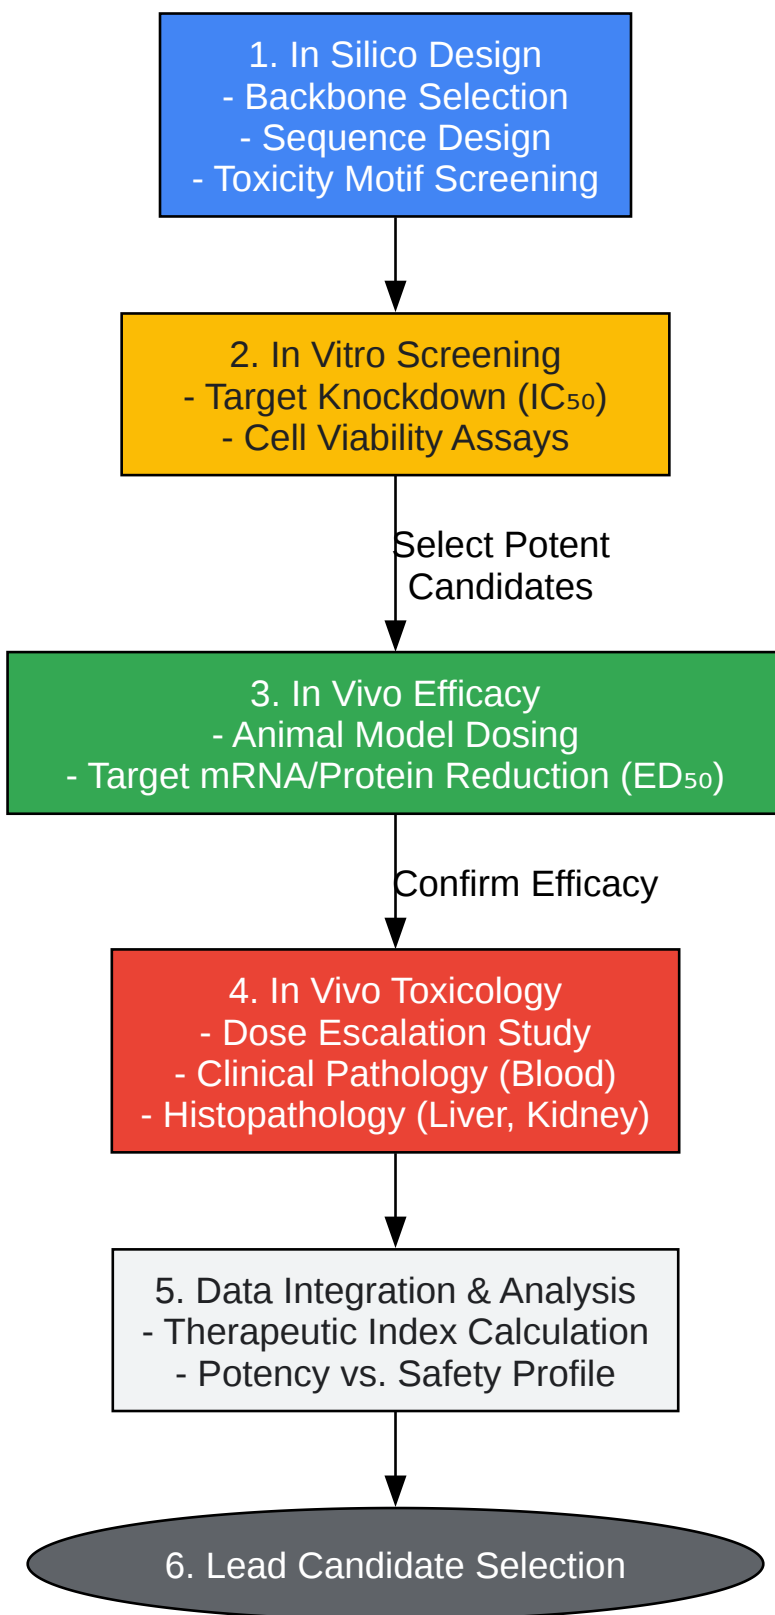 1. In Silico Design
- Backbone Selection
- Sequence Design
- Toxicity Motif Screening
2. In Vitro Screening
- Target Knockdown (IC₅₀)
- Cell Viability Assays
Select Potent
Candidates
3. In Vivo Efficacy
- Animal Model Dosing
- Target mRNA/Protein Reduction (ED₅₀)
Confirm Efficacy
4. In Vivo Toxicology
- Dose Escalation Study
- Clinical Pathology (Blood)
- Histopathology (Liver, Kidney)
5. Data Integration & Analysis
- Therapeutic Index Calculation
- Potency vs. Safety Profile
6. Lead Candidate Selection